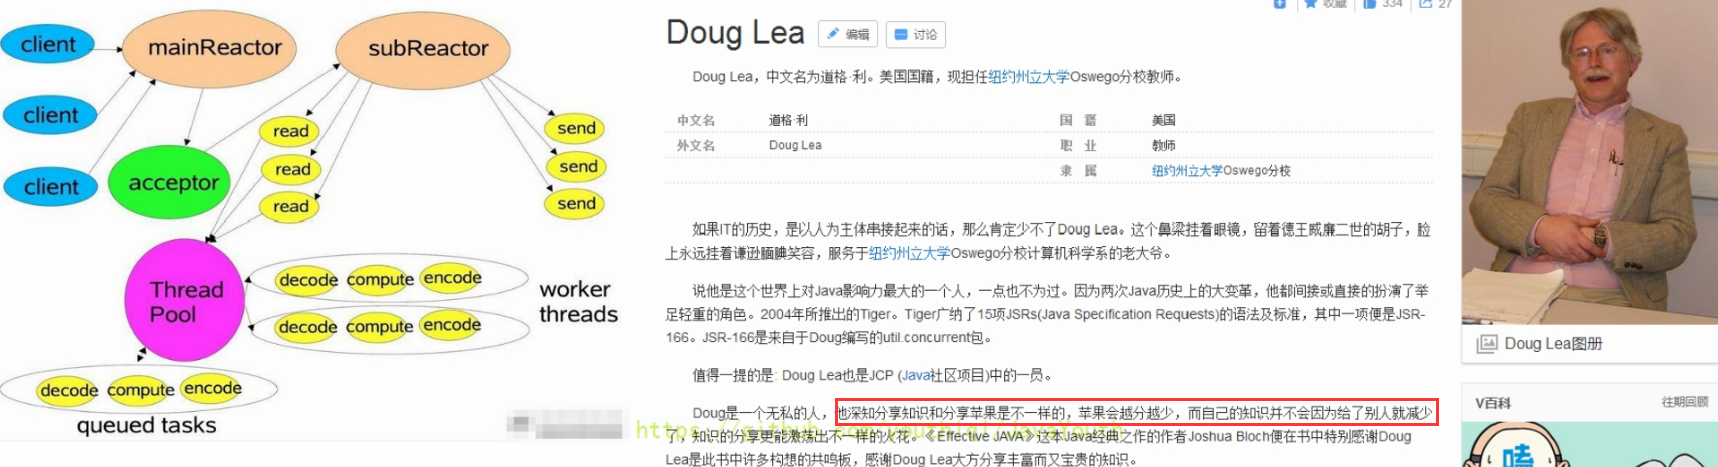 client
mainReactor
subReactor
client
client
acceptor
read
read
read
send
send
send
Thread
Pool
decode compute encode
decode compute encode
worker
threads
decode compute encode
queued tasks
收藏 334 27
Doug Lea 编辑 讨论
Doug Lea，中文名为道格·利。美国国籍，现担任纽约州立大学Oswego分校教师。
中文名 道格·利 国 籍 美国
外文名 Doug Lea 职 业 教师
隶 属 纽约州立大学Oswego分校
如果IT的历史，是以人为主体串接起来的话，那么肯定少不了Doug Lea。这个鼻梁挂着眼镜，留着德王威廉二世的胡子，脸
上永远挂着谦逊腼腆笑容，服务于纽约州立大学Oswego分校计算机科学系的老大爷。
说他是这个世界上对Java影响力最大的一个人，一点也不为过。因为两次Java历史上的大变革，他都间接或直接的扮演了举
足轻重的角色。2004年所推出的Tiger。Tiger广纳了15项JSRs(Java Specification Requests)的语法及标准，其中一项便是JSR-
166。JSR-166是来自于Doug编写的util.concurrent包。
值得一提的是: Doug Lea也是JCP (Java社区项目)中的一员。
Doug是一个无私的人，他深知分享知识和分享苹果是不一样的，苹果会越分越少，而自己的知识并不会因为给了别人就减少
了，知识的分享更能激荡出不一样的火花。《Effective JAVA》这本Java经典之作的作者Joshua Bloch便在书中特别感谢Doug
Lea是此书中许多构想的共鸣板，感谢Doug Lea大方分享丰富而又宝贵的知识。
Doug Lea图册
V百科 往期回顾
嗑